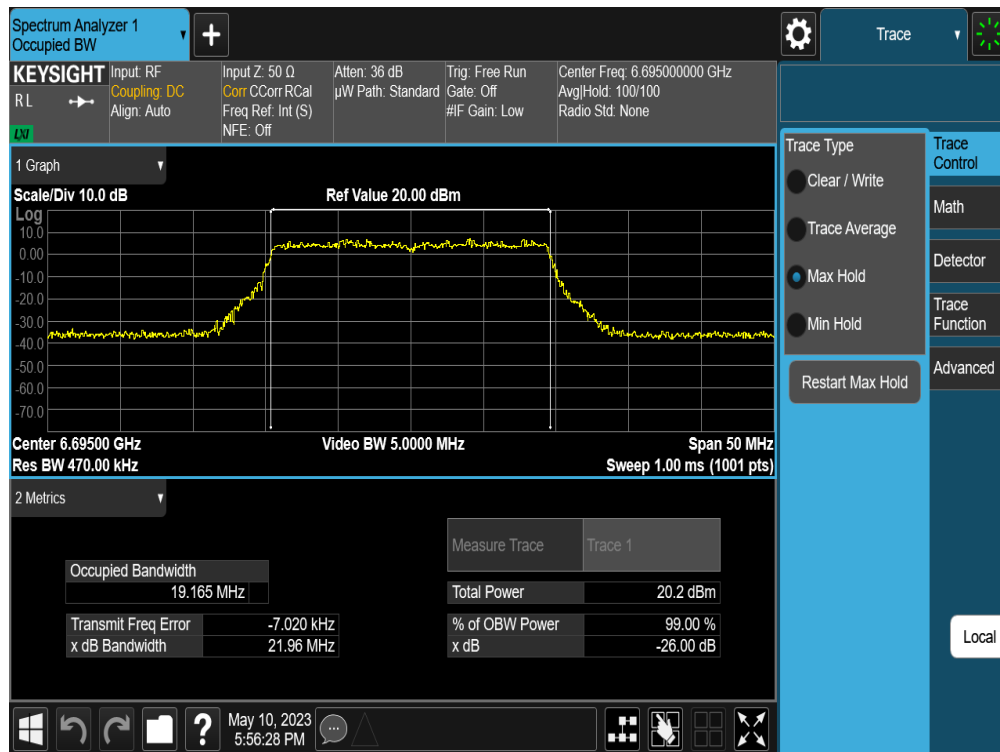 Spectrum Analyzer 1
Occupied BW
+
Trace
KEYSIGHT
RL
LXI
Input: RF
Coupling: DC
Align: Auto
Input Z: 50 Ω
Corr CCorr RCal
Freq Ref: Int (S)
NFE: Off
Atten: 36 dB
µW Path: Standard
Trig: Free Run
Gate: Off
#IF Gain: Low
Center Freq: 6.695000000 GHz
Avg|Hold: 100/100
Radio Std: None
1 Graph
Scale/Div 10.0 dB
Ref Value 20.00 dBm
Log
10.0
0.00
-10.0
-20.0
-30.0
-40.0
-50.0
-60.0
-70.0
Center 6.69500 GHz
Video BW 5.0000 MHz
Span 50 MHz
Res BW 470.00 kHz
Sweep 1.00 ms (1001 pts)
2 Metrics
Measure Trace
Trace 1
Occupied Bandwidth
19.165 MHz
Total Power
20.2 dBm
Transmit Freq Error
-7.020 kHz
% of OBW Power
99.00 %
x dB Bandwidth
21.96 MHz
x dB
-26.00 dB
Trace Type
Clear / Write
Trace Average
Max Hold
Min Hold
Restart Max Hold
Trace
Control
Math
Detector
Trace
Function
Advanced
Local
?
May 10, 2023
5:56:28 PM